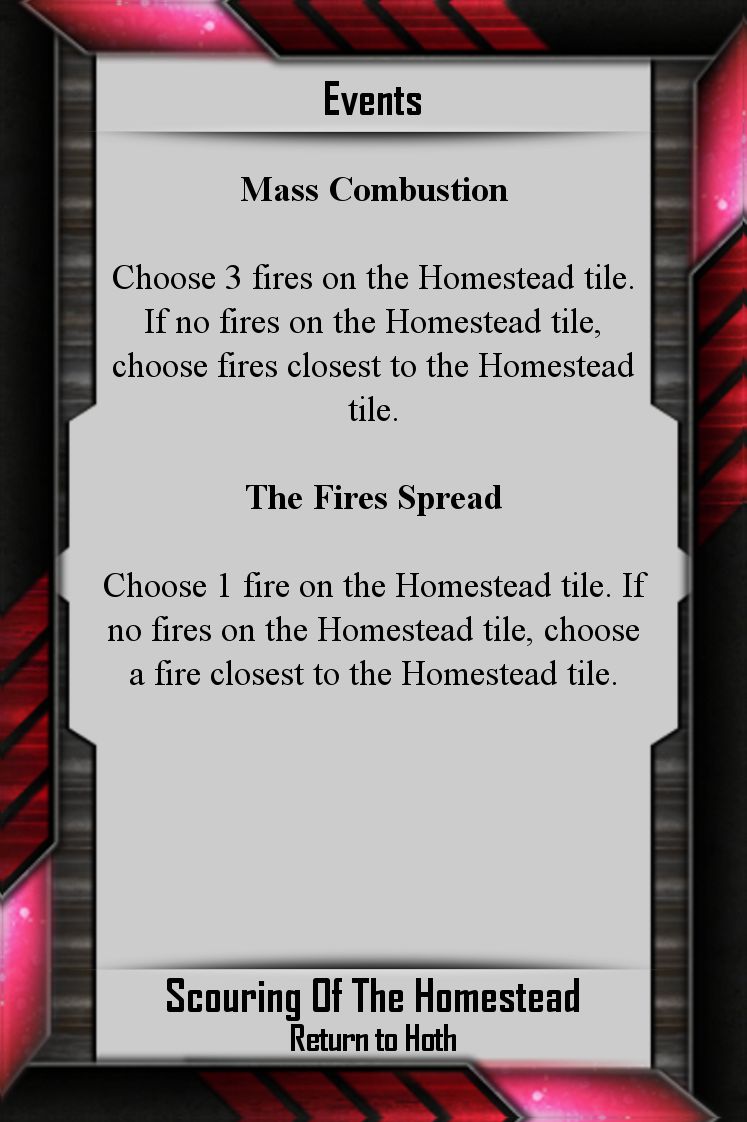 Events
Mass Combustion
Choose 3 fires on the Homestead tile.
If no fires on the Homestead tile,
choose fires closest to the Homestead
tile.
The Fires Spread
Choose 1 fire on the Homestead tile. If
no fires on the Homestead tile, choose
a fire closest to the Homestead tile.
Scouring Of The Homestead
Return to Hoth